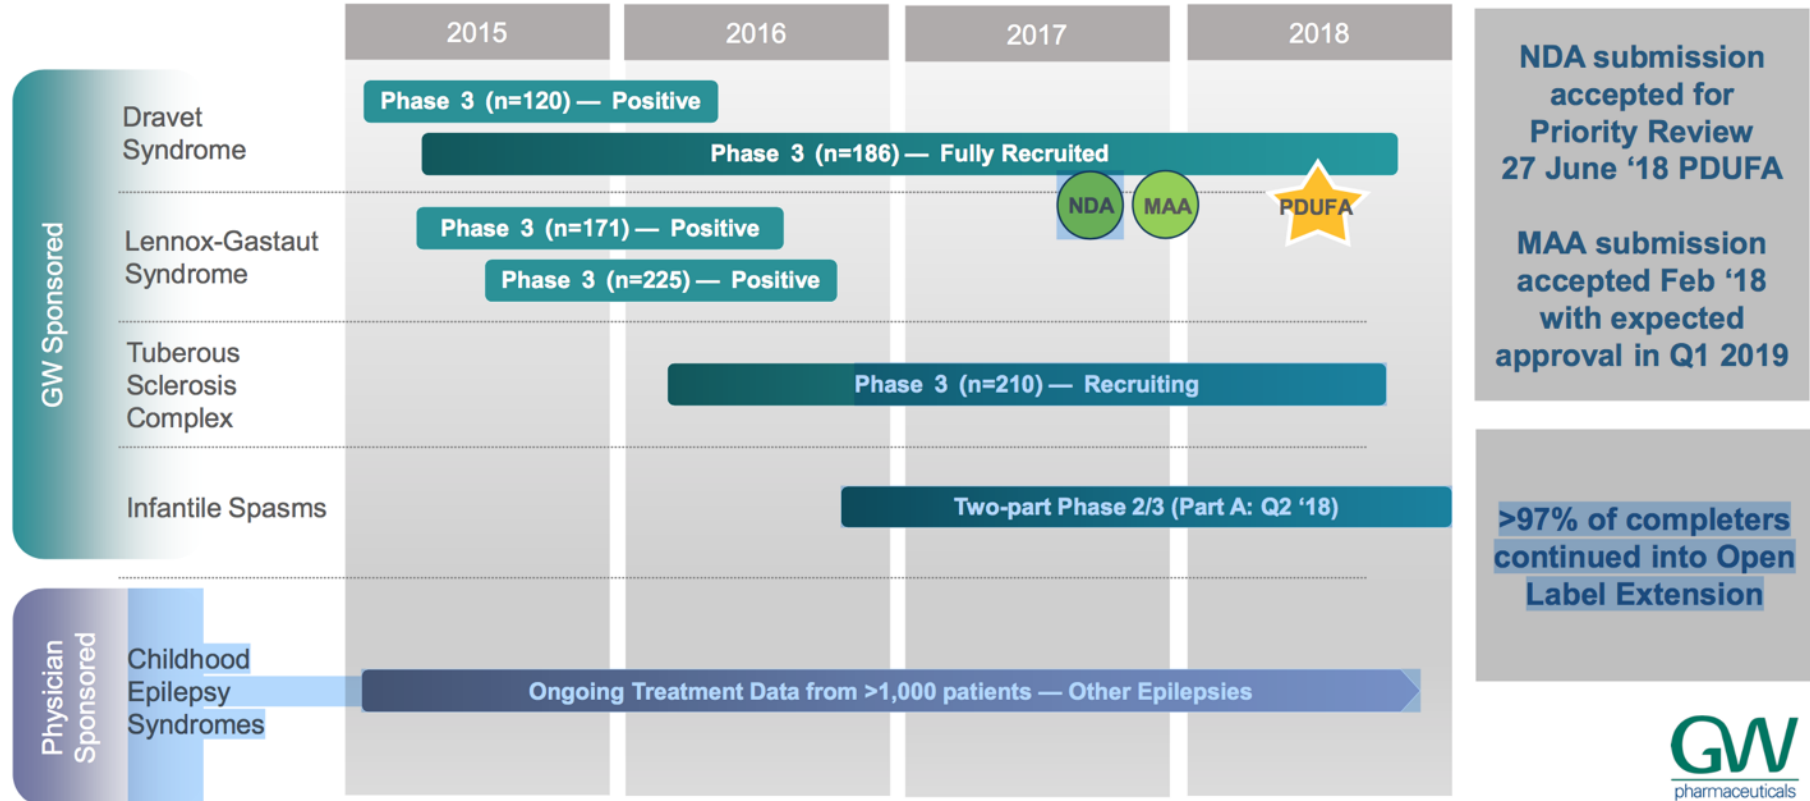 2015
2016
2017
2018
GW Sponsored
Dravet
Syndrome
Phase 3 (n=120) — Positive
Phase 3 (n=186) — Fully Recruited
NDA
MAA
PDUFA
Lennox-Gastaut
Syndrome
Phase 3 (n=171) — Positive
Phase 3 (n=225) — Positive
Tuberous
Sclerosis
Complex
Phase 3 (n=210) — Recruiting
Infantile Spasms
Two-part Phase 2/3 (Part A: Q2 ‘18)
Physician
Sponsored
Childhood
Epilepsy
Syndromes
Ongoing Treatment Data from >1,000 patients — Other Epilepsies
NDA submission
accepted for
Priority Review
27 June ‘18 PDUFA
MAA submission
accepted Feb ‘18
with expected
approval in Q1 2019
>97% of completers
continued into Open
Label Extension
GW
pharmaceuticals